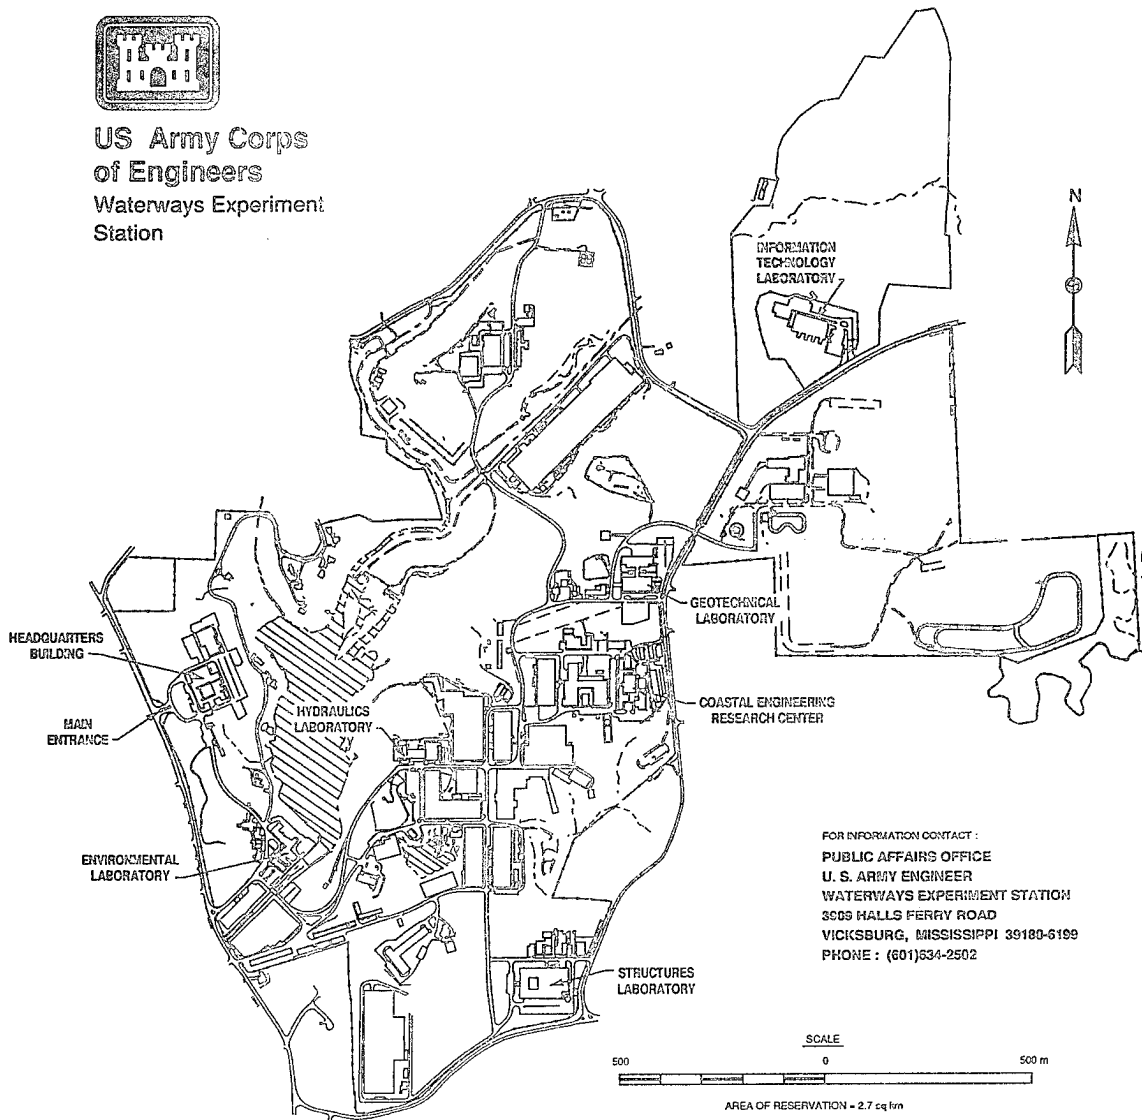 US Army Corps
of Engineers
Waterways Experiment
Station
N
INFORMATION
TECHNOLOGY
LABORATORY
GEOTECHNICAL
LABORATORY
HEADQUARTERS
BUILDING
MAIN
ENTRANCE
HYDRAULICS
LABORATORY
COASTAL ENGINEERING
RESEARCH CENTER
ENVIRONMENTAL
LABORATORY
STRUCTURES
LABORATORY
FOR INFORMATION CONTACT :
PUBLIC AFFAIRS OFFICE
U. S. ARMY ENGINEER
WATERWAYS EXPERIMENT STATION
3909 HALLS FERRY ROAD
VICKSBURG, MISSISSIPPI 39180-6199
PHONE : (601)634-2502
SCALE
500 0 500 m
AREA OF RESERVATION = 2.7 sq km